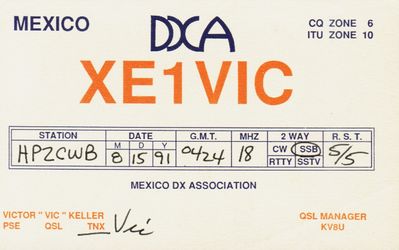 MEXICO
DXA
CQ ZONE 6
ITU ZONE 10
XE1VIC
STATION DATE G.M.T. MHZ 2 WAY R. S. T.
M D Y CW SSB
HP2CWB 8 15 91 0424 18 RTTY SSTV 5/5
MEXICO DX ASSOCIATION
VICTOR "VIC" KELLER
PSE QSL TNX Vic
QSL MANAGER
KV8U